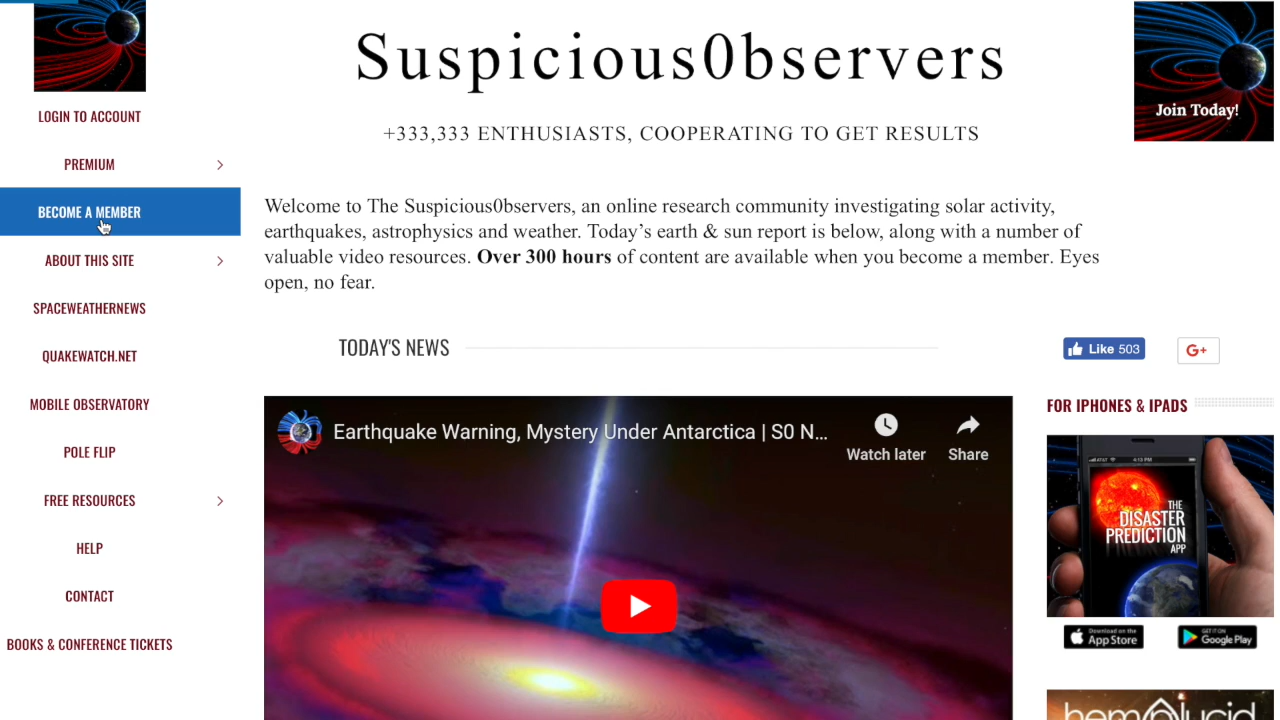 LOGIN TO ACCOUNT
PREMIUM
BECOME A MEMBER
ABOUT THIS SITE
SPACEWEATHERNEWS
QUAKEWATCH.NET
MOBILE OBSERVATORY
POLE FLIP
FREE RESOURCES
HELP
CONTACT
BOOKS & CONFERENCE TICKETS
Suspicious0bservers
+333,333 ENTHUSIASTS, COOPERATING TO GET RESULTS
Join Today!
Welcome to The Suspicious0bservers, an online research community investigating solar activity,
earthquakes, astrophysics and weather. Today’s earth & sun report is below, along with a number of
valuable video resources. Over 300 hours of content are available when you become a member. Eyes
open, no fear.
TODAY'S NEWS
Earthquake Warning, Mystery Under Antarctica | S0 N...
Watch later
Share
Like 503
G+
FOR IPHONES & IPADS
AT&T 4:13 PM
THE
DISASTER
PREDICTION
APP
Download on the
App Store
GET IT ON
Google Play